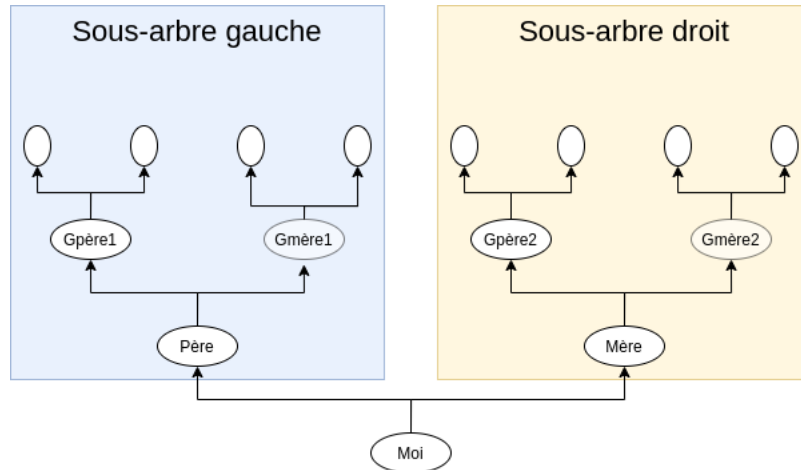 Sous-arbre gauche
Sous-arbre droit
Gpère1
Gmère1
Gpère2
Gmère2
Père
Mère
Moi